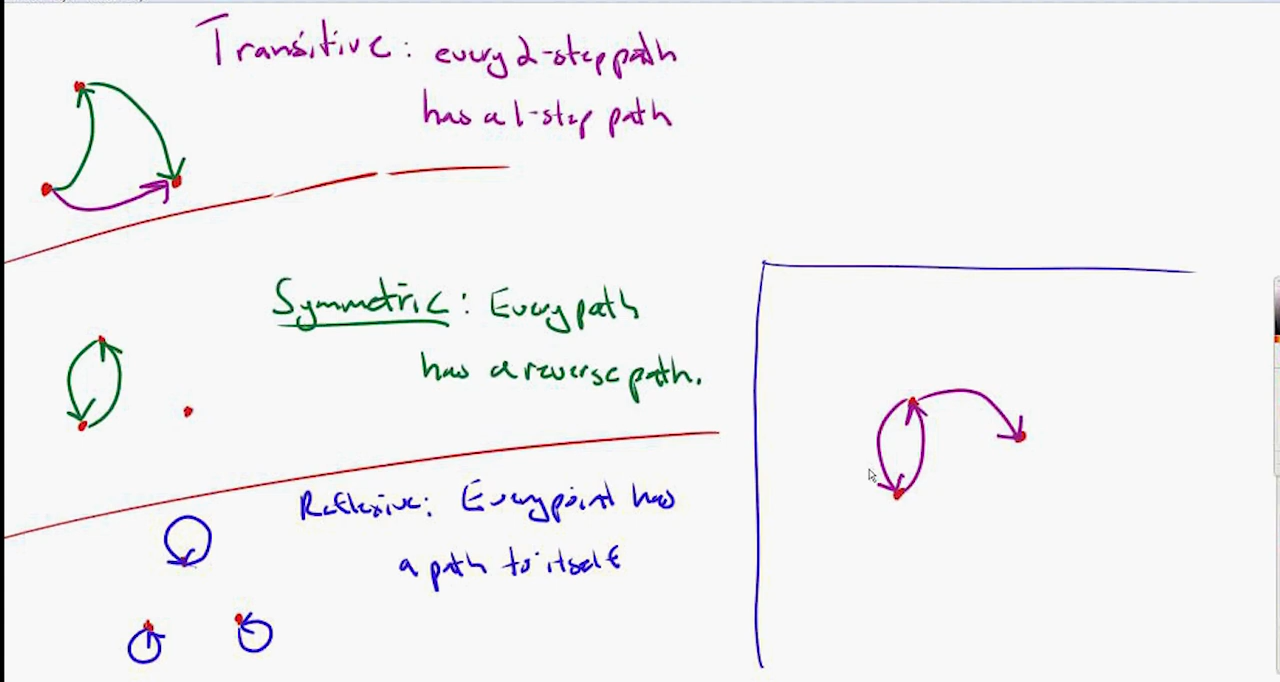 Transitive: every 2-step path
has a 1-step path
Symmetric: Every path
has a reverse path.
Reflexive: Every point has
a path to itself